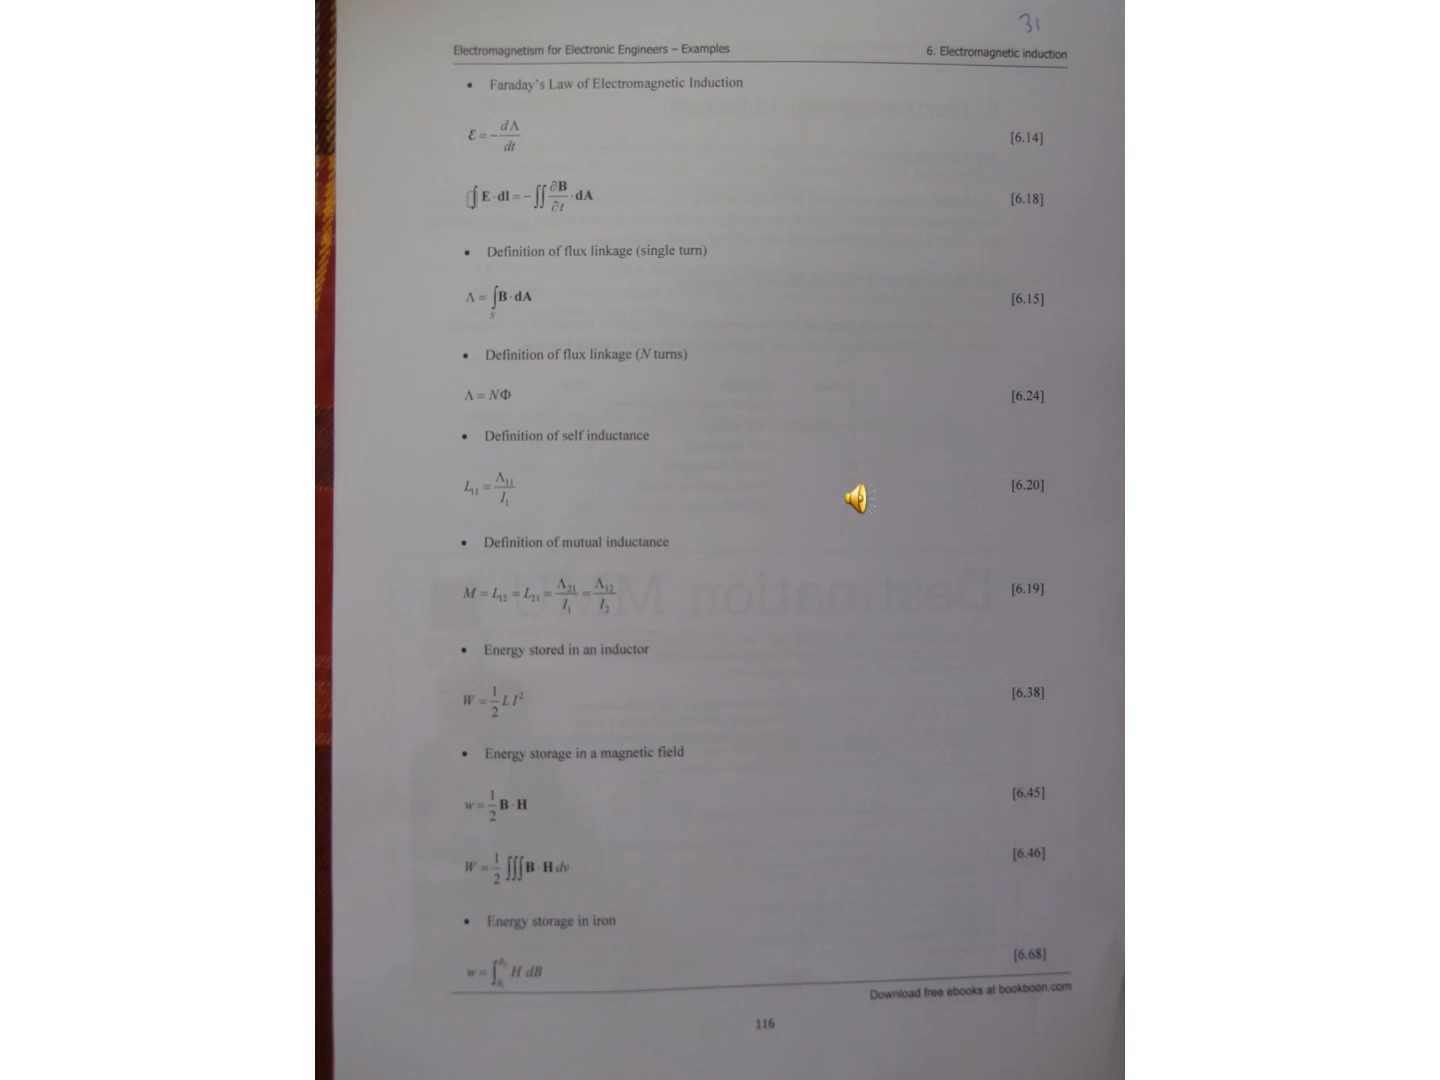 31
Electromagnetism for Electronic Engineers – Examples 6. Electromagnetic induction
• Faraday's Law of Electromagnetic Induction
ℰ = − dΛ/dt [6.14]
∮ E · dl = − ∬ ∂B/∂t · dA [6.18]
• Definition of flux linkage (single turn)
Λ = ∫_S B · dA [6.15]
• Definition of flux linkage (N turns)
Λ = NΦ [6.24]
• Definition of self inductance
L₁₁ = Λ₁₁/I₁ [6.20]
• Definition of mutual inductance
M = L₁₂ = L₂₁ = Λ₂₁/I₁ = Λ₁₂/I₂ [6.19]
• Energy stored in an inductor
W = 1/2 L I² [6.38]
• Energy storage in a magnetic field
w = 1/2 B · H [6.45]
W = 1/2 ∭ B · H dv [6.46]
• Energy storage in iron
w = ∫ H dB [6.68]
Download free ebooks at bookboon.com
116